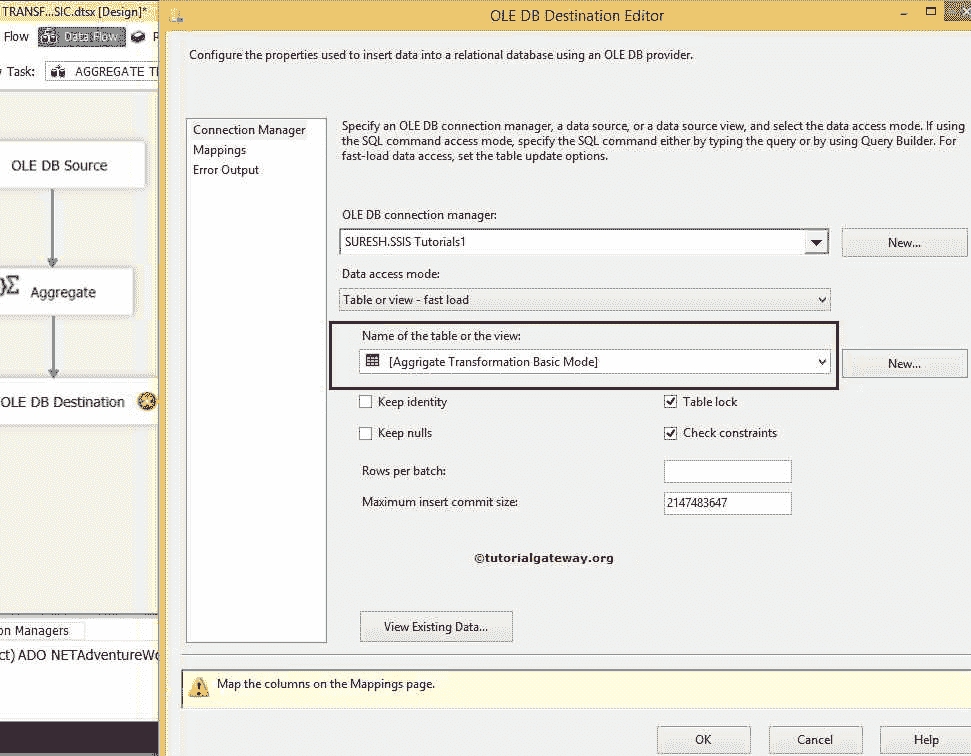 TRANSF...SIC.dtsx [Design]*
OLE DB Destination Editor
Flow
Data Flow
Task:
AGGREGATE
OLE DB Source
Aggregate
OLE DB Destination
Managers
ADO NETAdventure
Configure the properties used to insert data into a relational database using an OLE DB provider.
Connection Manager
Mappings
Error Output
Specify an OLE DB connection manager, a data source, or a data source view, and select the data access mode. If using
the SQL command access mode, specify the SQL command either by typing the query or by using Query Builder. For
fast-load data access, set the table update options.
OLE DB connection manager:
SURESH.SSIS Tutorials1
New...
Data access mode:
Table or view - fast load
Name of the table or the view:
[Aggrigate Transformation Basic Mode]
New...
Keep identity
Table lock
Keep nulls
Check constraints
Rows per batch:
Maximum insert commit size:
2147483647
©tutorialgateway.org
View Existing Data...
Map the columns on the Mappings page.
OK
Cancel
Help